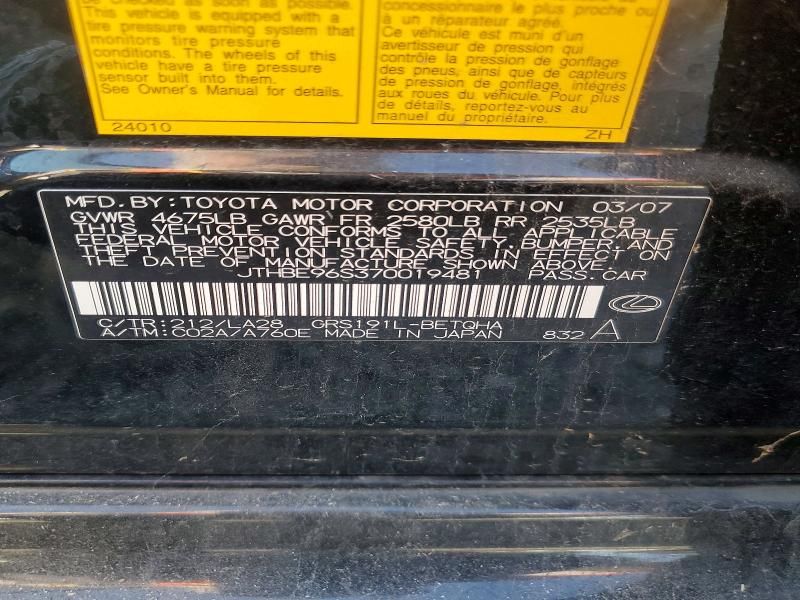 be checked as soon as possible.
This vehicle is equipped with a
tire pressure warning system that
monitors tire pressure
conditions. The wheels of this
vehicle have a tire pressure
sensor built into them.
See Owner's Manual for details.
24010
concessionnaire le plus proche ou
à un réparateur agréé.
Ce véhicule est muni d'un
avertisseur de pression qui
contrôle la pression de gonflage
des pneus, ainsi que de capteurs
de pression de gonflage, intégrés
aux roues du véhicule. Pour plus
de détails, reportez-vous au
manuel du propriétaire.
ZH
MFD. BY: TOYOTA MOTOR CORPORATION 03/07
GVWR 4675LB GAWR FR 2580LB RR 2535LB
THIS VEHICLE CONFORMS TO ALL APPLICABLE
FEDERAL MOTOR VEHICLE SAFETY, BUMPER, AND
THEFT PREVENTION STANDARDS IN EFFECT ON
THE DATE OF MANUFACTURE SHOWN ABOVE.
JTHBE96S370019481 PASS. CAR
C/TR: 212/LA28 GRS191L-BETQHA
A/TM: C02A/A760E MADE IN JAPAN 832 A